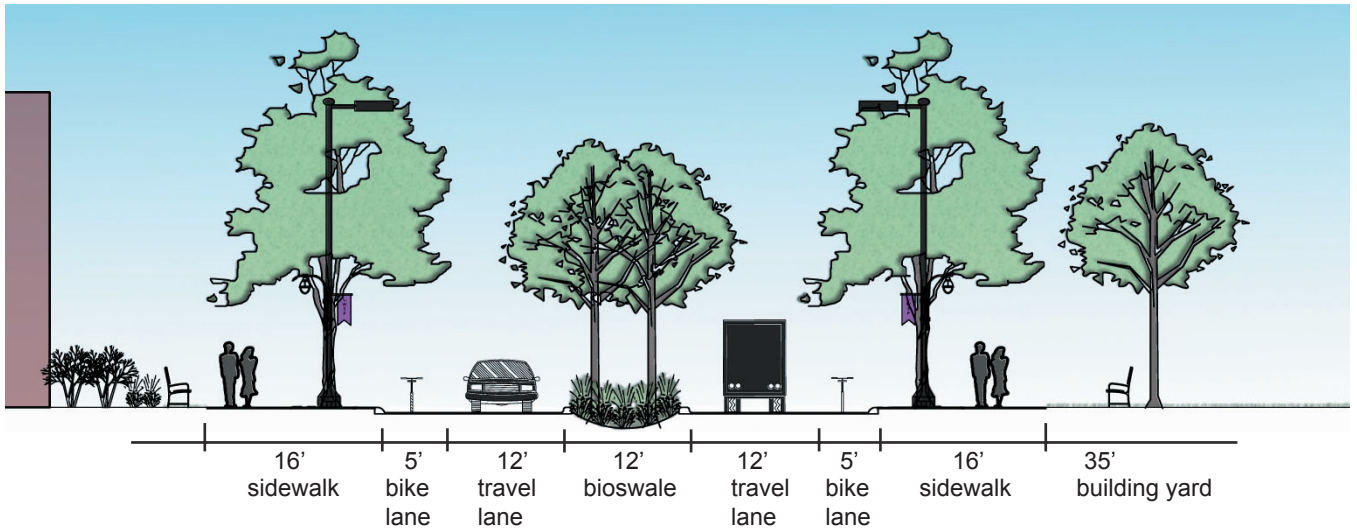 16’ 5’ 12’ 12’ 12’ 5’ 16’ 35’
sidewalk bike travel bioswale travel bike sidewalk building yard
lane lane lane lane